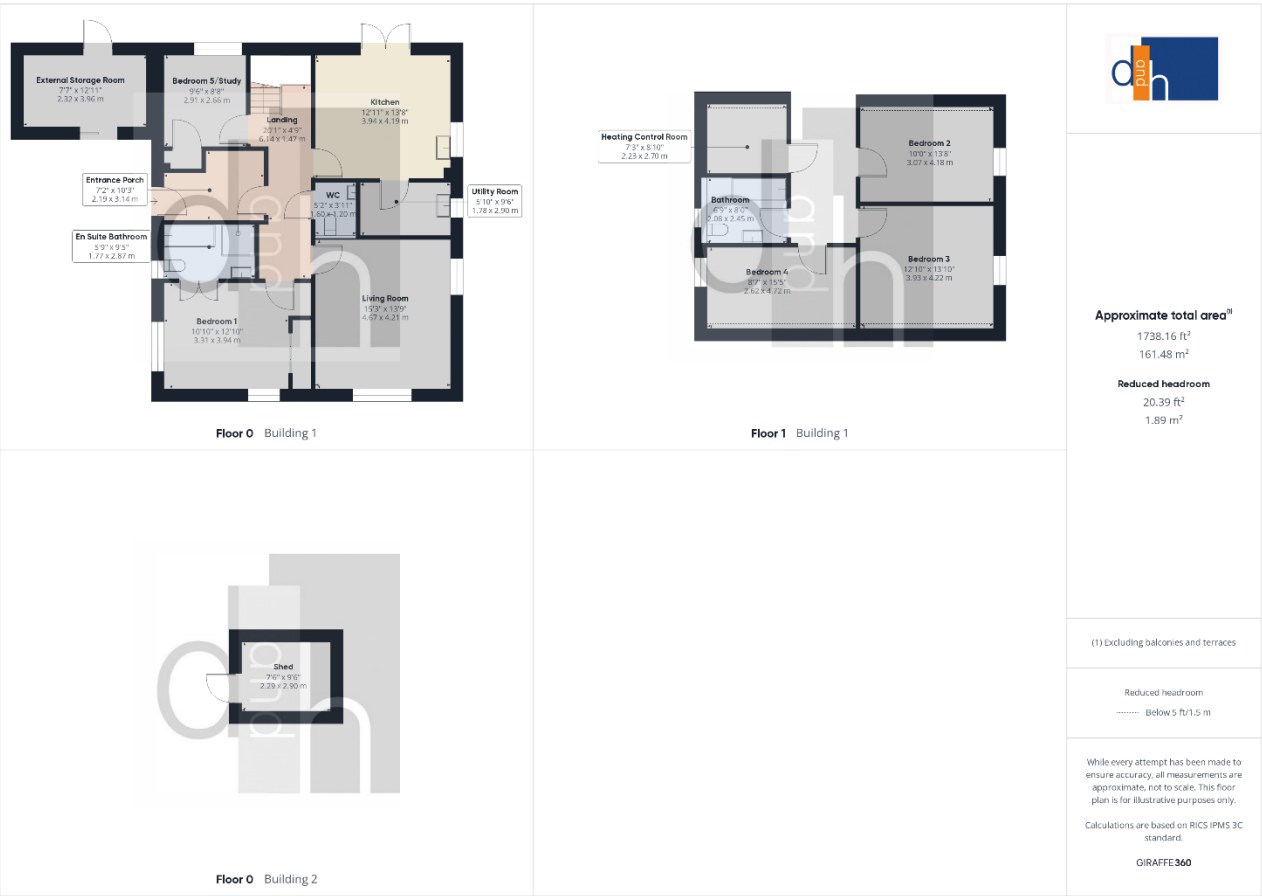 External Storage Room
7'7" x 12'11"
2.32 x 3.96 m
Bedroom 5/Study
9'6" x 8'8"
2.91 x 2.66 m
Landing
20'1" x 4'9"
6.14 x 1.47 m
Kitchen
12'11" x 13'8"
3.94 x 4.19 m
Entrance Porch
7'2" x 10'3"
2.19 x 3.14 m
WC
5'2" x 3'11"
1.60 x 1.20 m
Utility Room
5'10" x 9'6"
1.78 x 2.90 m
En Suite Bathroom
5'9" x 9'5"
1.77 x 2.87 m
Living Room
15'3" x 13'9"
4.67 x 4.21 m
Bedroom 1
10'10" x 12'10"
3.31 x 3.94 m
Floor 0 Building 1
Heating Control Room
7'3" x 8'10"
2.23 x 2.70 m
Bedroom 2
10'0" x 13'8"
3.07 x 4.18 m
Bathroom
6'9" x 8'0"
2.08 x 2.45 m
Bedroom 3
12'10" x 13'10"
3.93 x 4.22 m
Bedroom 4
8'7" x 15'5"
2.62 x 4.72 m
Floor 1 Building 1
Shed
7'6" x 9'6"
2.29 x 2.90 m
Floor 0 Building 2
d and h
Approximate total area(1)
1738.16 ft²
161.48 m²
Reduced headroom
20.39 ft²
1.89 m²
(1) Excluding balconies and terraces
Reduced headroom
Below 5 ft/1.5 m
While every attempt has been made to
ensure accuracy, all measurements are
approximate, not to scale. This floor
plan is for illustrative purposes only.
Calculations are based on RICS IPMS 3C
standard.
GIRAFFE360